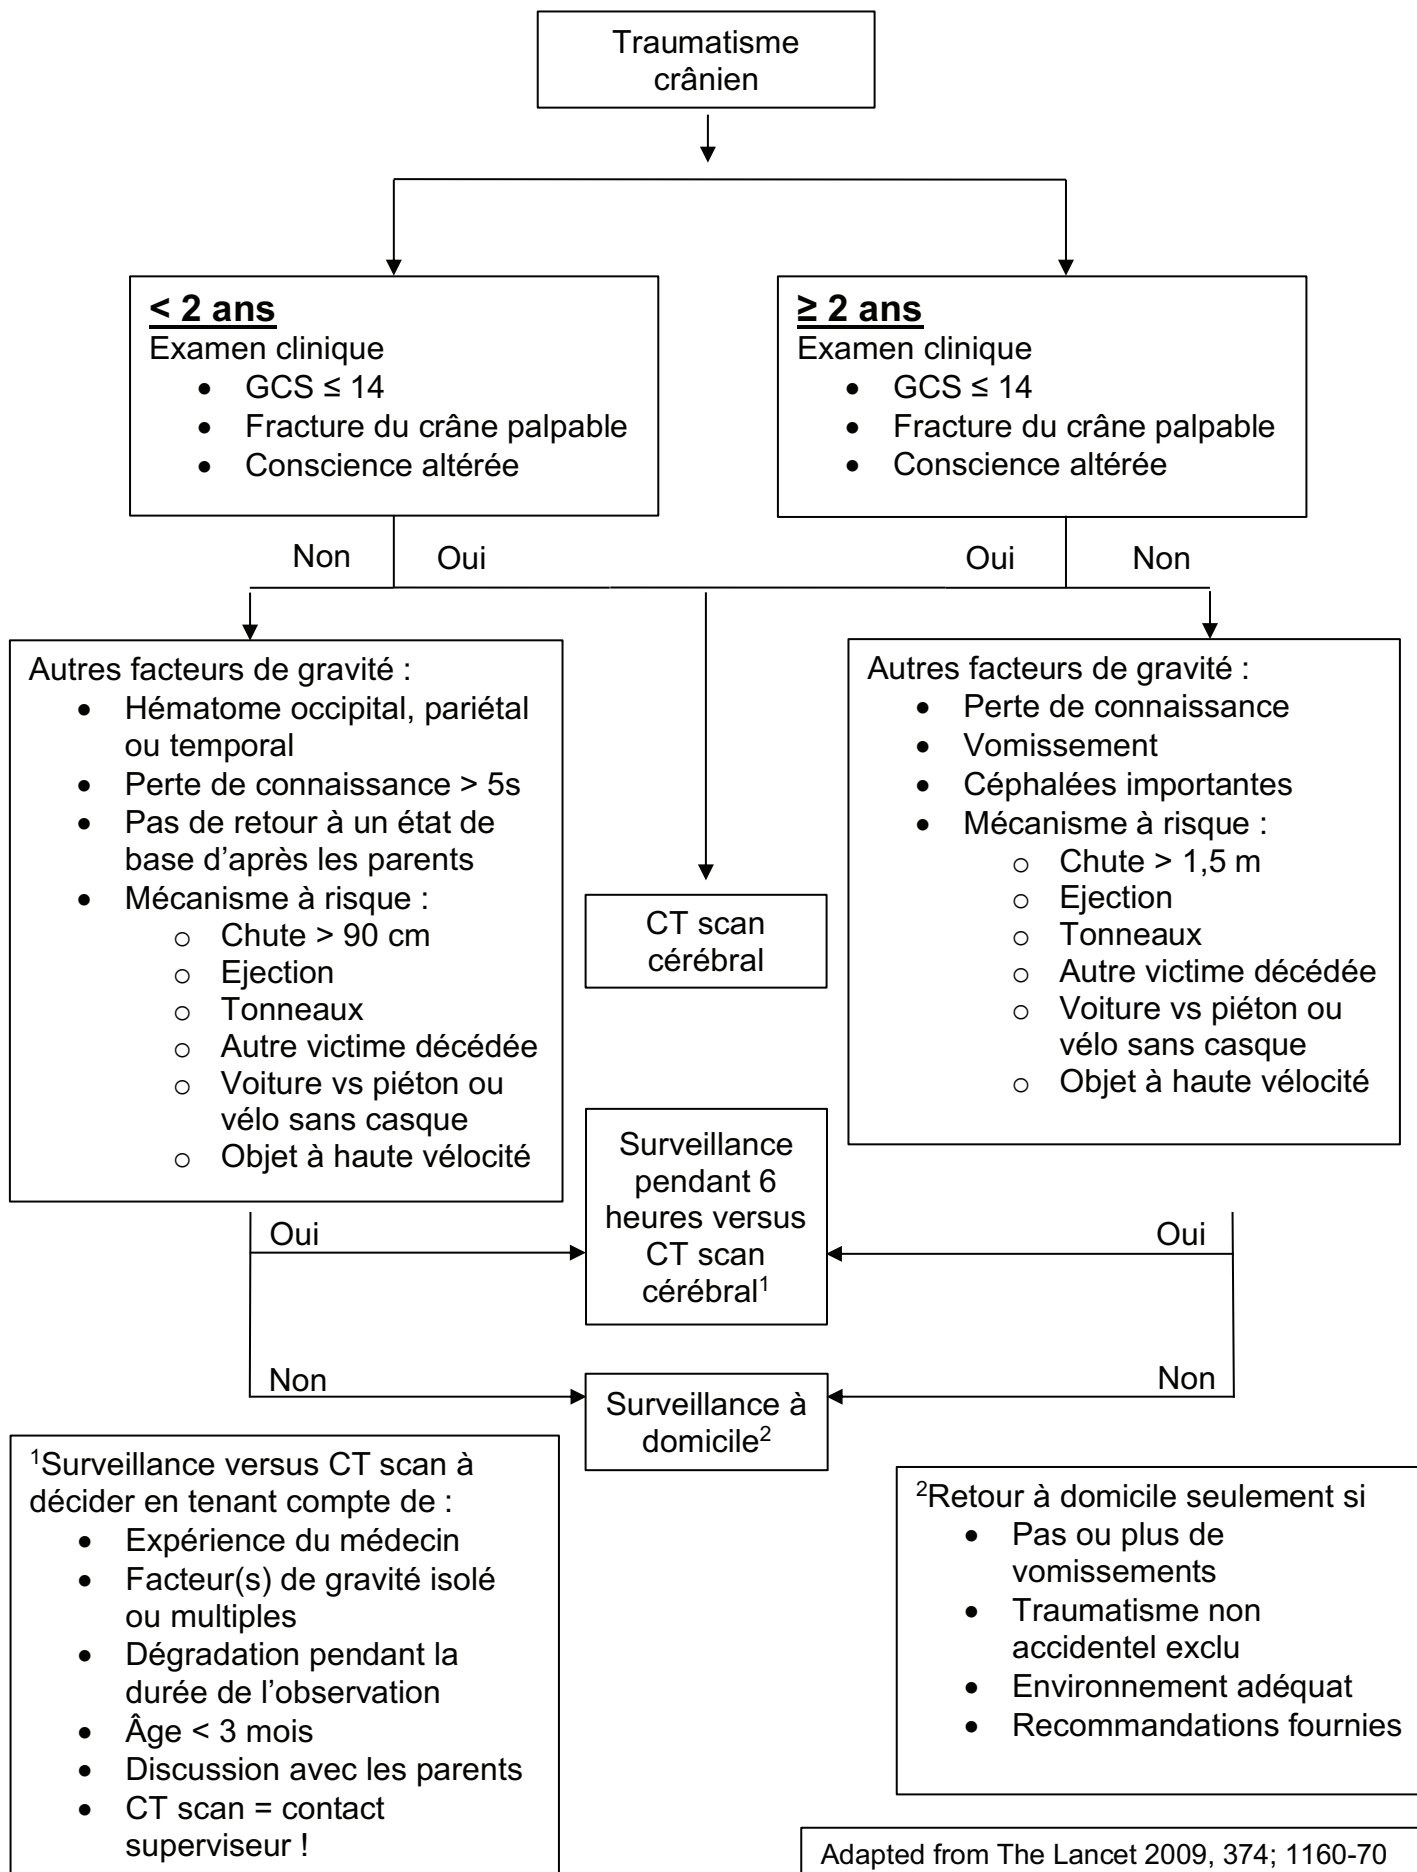 Traumatisme
crânien
< 2 ans
Examen clinique
• GCS ≤ 14
• Fracture du crâne palpable
• Conscience altérée
≥ 2 ans
Examen clinique
• GCS ≤ 14
• Fracture du crâne palpable
• Conscience altérée
Non
Oui
Oui
Non
Autres facteurs de gravité :
• Hématome occipital, pariétal
ou temporal
• Perte de connaissance > 5s
• Pas de retour à un état de
base d’après les parents
• Mécanisme à risque :
o Chute > 90 cm
o Ejection
o Tonneaux
o Autre victime décédée
o Voiture vs piéton ou
vélo sans casque
o Objet à haute vélocité
CT scan
cérébral
Autres facteurs de gravité :
• Perte de connaissance
• Vomissement
• Céphalées importantes
• Mécanisme à risque :
o Chute > 1,5 m
o Ejection
o Tonneaux
o Autre victime décédée
o Voiture vs piéton ou
vélo sans casque
o Objet à haute vélocité
Oui
Surveillance
pendant 6
heures versus
CT scan
cérébral¹
Oui
Non
Surveillance à
domicile²
Non
¹Surveillance versus CT scan à
décider en tenant compte de :
• Expérience du médecin
• Facteur(s) de gravité isolé
ou multiples
• Dégradation pendant la
durée de l’observation
• Âge < 3 mois
• Discussion avec les parents
• CT scan = contact
superviseur !
²Retour à domicile seulement si
• Pas ou plus de
vomissements
• Traumatisme non
accidentel exclu
• Environnement adéquat
• Recommandations fournies
Adapted from The Lancet 2009, 374; 1160-70